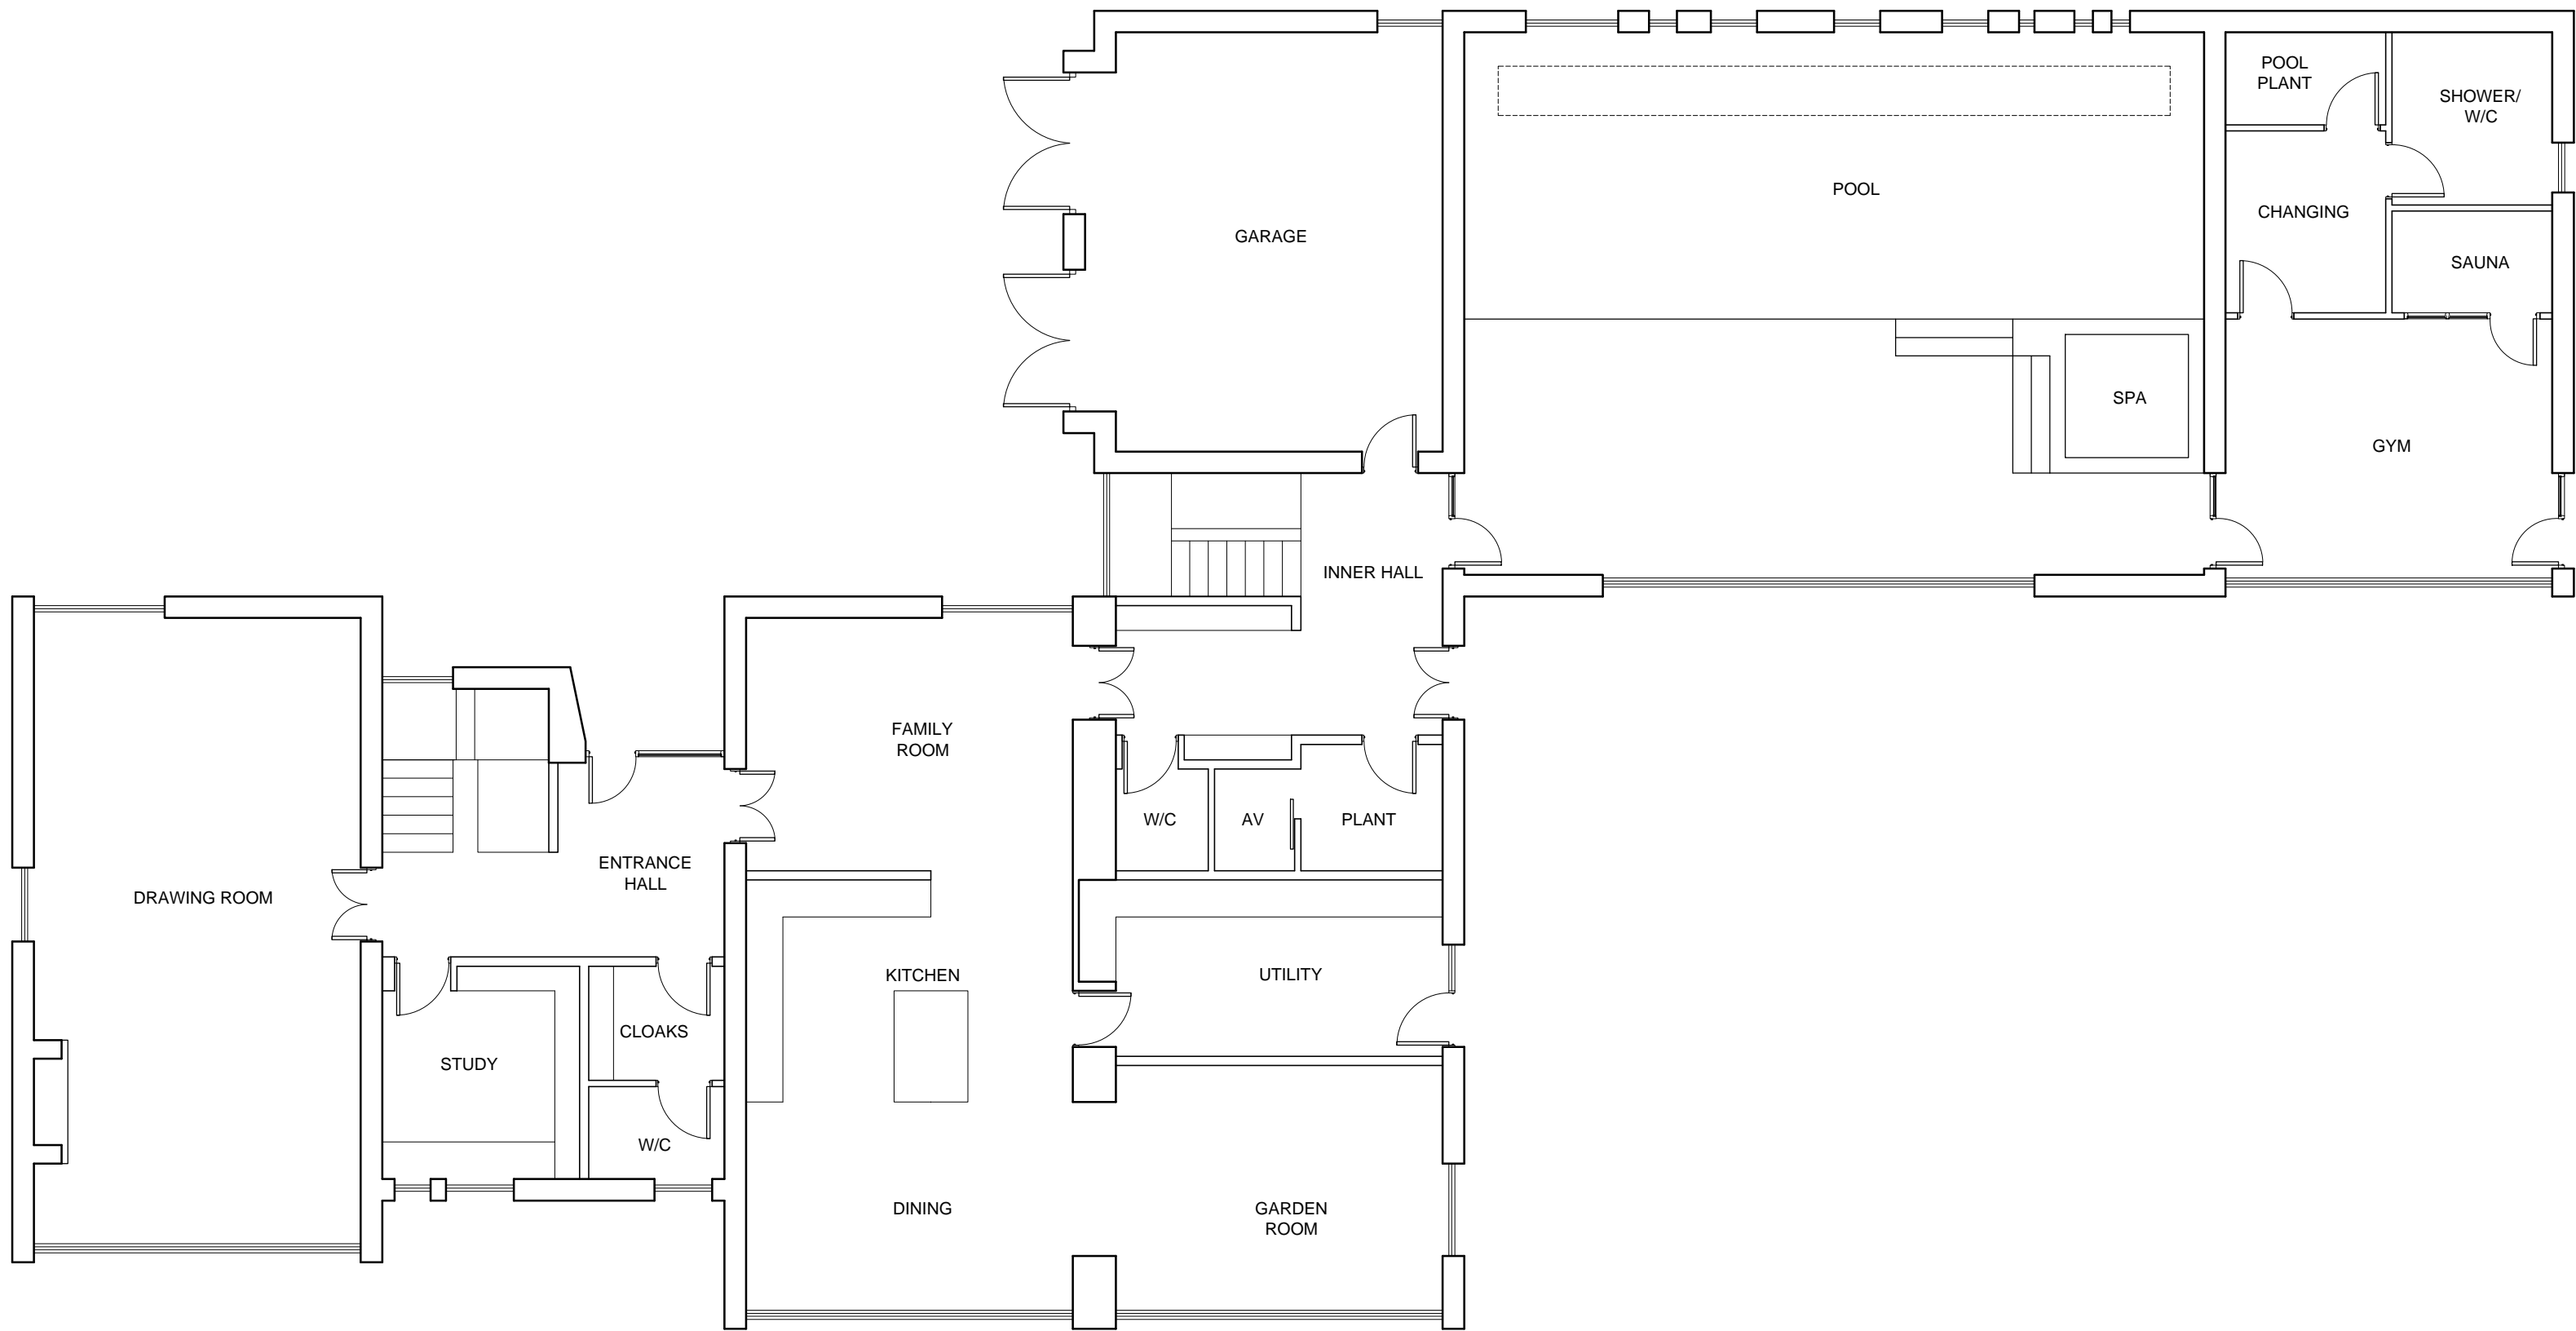 POOL
PLANT
SHOWER/
W/C
POOL
CHANGING
GARAGE
SAUNA
SPA
GYM
INNER HALL
FAMILY
ROOM
W/C
AV
PLANT
ENTRANCE
HALL
DRAWING ROOM
KITCHEN
UTILITY
CLOAKS
STUDY
W/C
DINING
GARDEN
ROOM